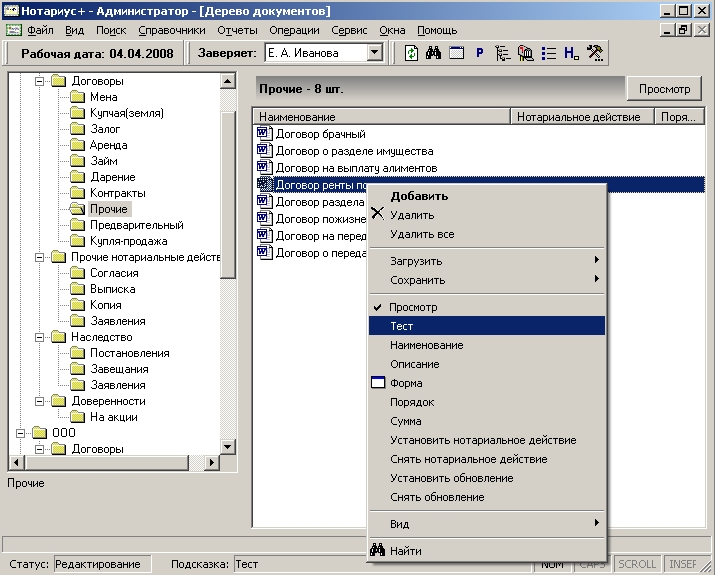 Нотариус+ - Администратор - [Дерево документов]
Файл Вид Поиск Справочники Отчеты Операции Сервис Окна Помощь
Рабочая дата: 04.04.2008 Заверяет: Е. А. Иванова
Договоры
Мена
Купчая(земля)
Залог
Аренда
Займ
Дарение
Контракты
Прочие
Предварительный
Купля-продажа
Прочие нотариальные дейст
Согласия
Выписка
Копия
Заявления
Наследство
Постановления
Завещания
Заявления
Доверенности
На акции
ООО
Договоры
Прочие
Прочие - 8 шт. Просмотр
Наименование Нотариальное действие Поря...
Договор брачный
Договор о разделе имущества
Договор на выплату алиментов
Договор ренты по
Договор раздела
Договор пожизне
Договор на перед
Договор о переда
Добавить
Удалить
Удалить все
Загрузить
Сохранить
Просмотр
Тест
Наименование
Описание
Форма
Порядок
Сумма
Установить нотариальное действие
Снять нотариальное действие
Установить обновление
Снять обновление
Вид
Найти
Статус: Редактирование Подсказка: Тест NUM CAPS SCROLL INSER